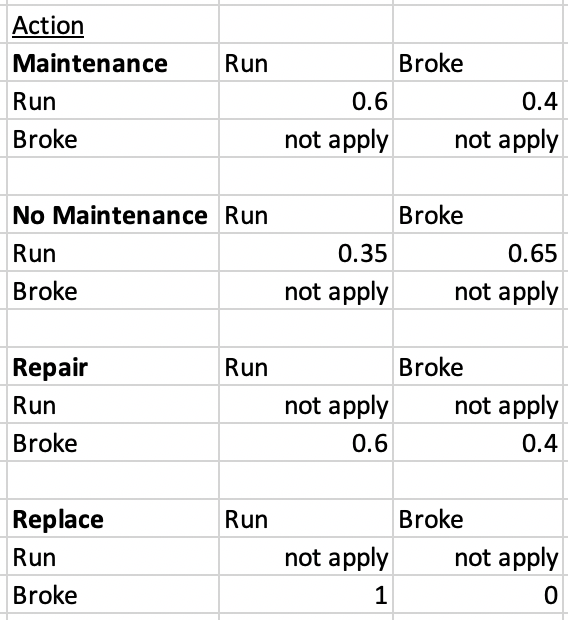 Action
Maintenance Run Broke
Run 0.6 0.4
Broke not apply not apply
No Maintenance Run Broke
Run 0.35 0.65
Broke not apply not apply
Repair Run Broke
Run not apply not apply
Broke 0.6 0.4
Replace Run Broke
Run not apply not apply
Broke 1 0